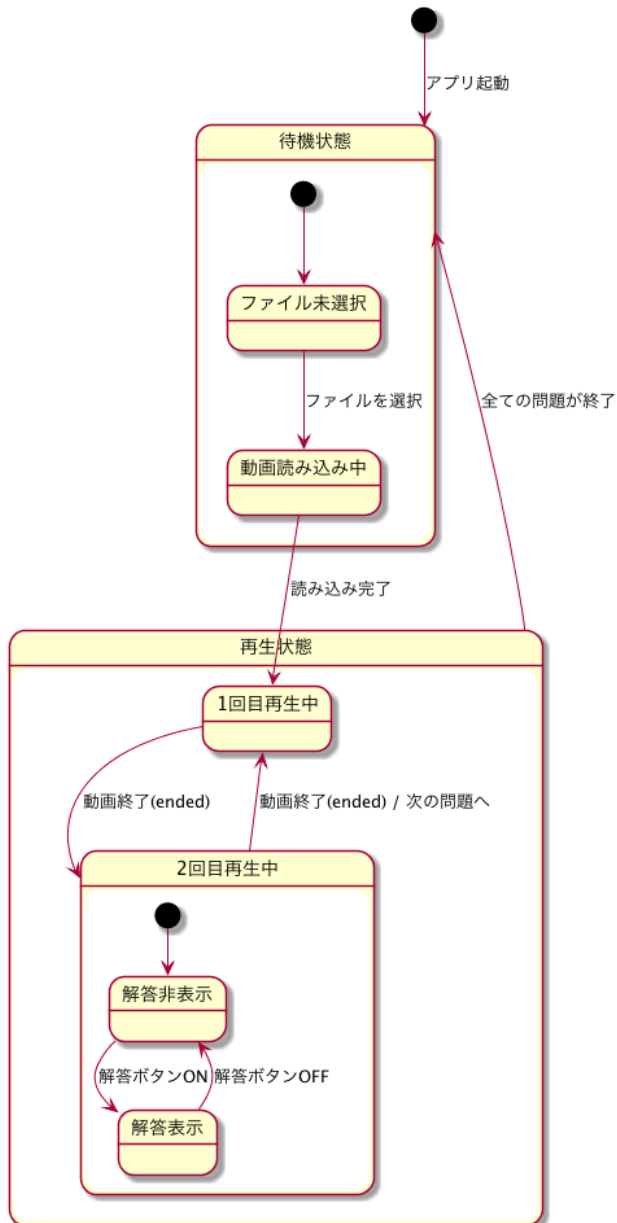 アプリ起動
待機状態
ファイル未選択
ファイルを選択
全ての問題が終了
動画読み込み中
読み込み完了
再生状態
1回目再生中
動画終了(ended)
動画終了(ended) / 次の問題へ
2回目再生中
解答非表示
解答ボタンON
解答ボタンOFF
解答表示